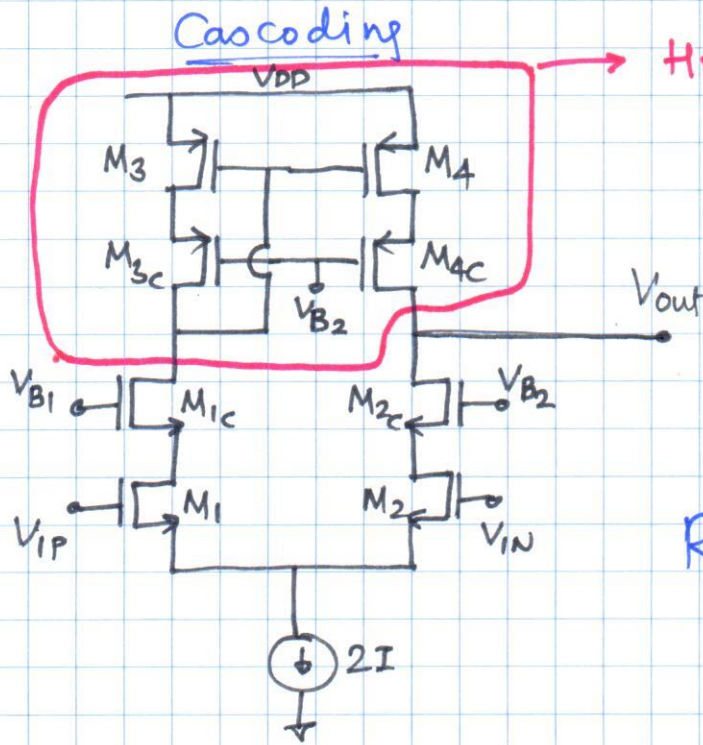 Cascoding
VDD
M3
M4
M3C
M4C
VB2
Vout
VB1
M1C
M2C
VB2
VIP
M1
M2
VIN
2I